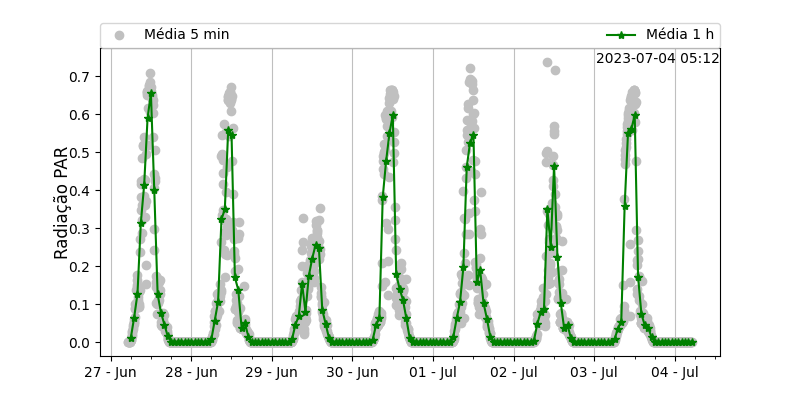 Média 5 min
Média 1 h
2023-07-04 05:12
Radiação PAR
0.7
0.6
0.5
0.4
0.3
0.2
0.1
0.0
27 - Jun
28 - Jun
29 - Jun
30 - Jun
01 - Jul
02 - Jul
03 - Jul
04 - Jul